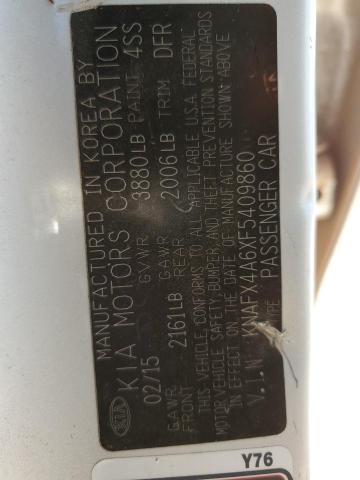 MANUFACTURED IN KOREA BY
KIA KIA MOTORS CORPORATION
02/15 GVWR 3880LB PAINT 4SS
GAWR FRONT 2161LB GAWR REAR 2006LB TRIM DFR
THIS VEHICLE CONFORMS TO ALL APPLICABLE U.S.A. FEDERAL
MOTOR VEHICLE SAFETY, BUMPER, AND THEFT PREVENTION STANDARDS
IN EFFECT ON THE DATE OF MANUFACTURE SHOWN ABOVE
V.I.N: KNAFX4A6XF5409860
TYPE: PASSENGER CAR
IN
Y76